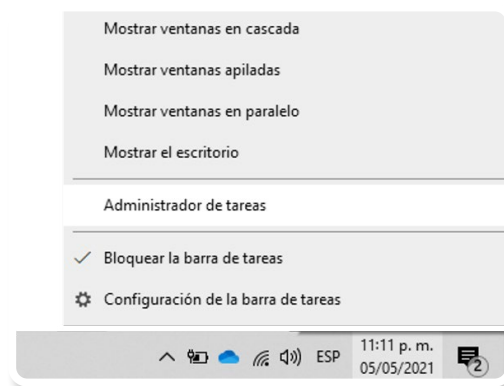 Mostrar ventanas en cascada
Mostrar ventanas apiladas
Mostrar ventanas en paralelo
Mostrar el escritorio
Administrador de tareas
Bloquear la barra de tareas
Configuración de la barra de tareas
ESP
11:11 p. m.
05/05/2021
2